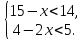 15 − x < 14,
4 − 2x < 5.